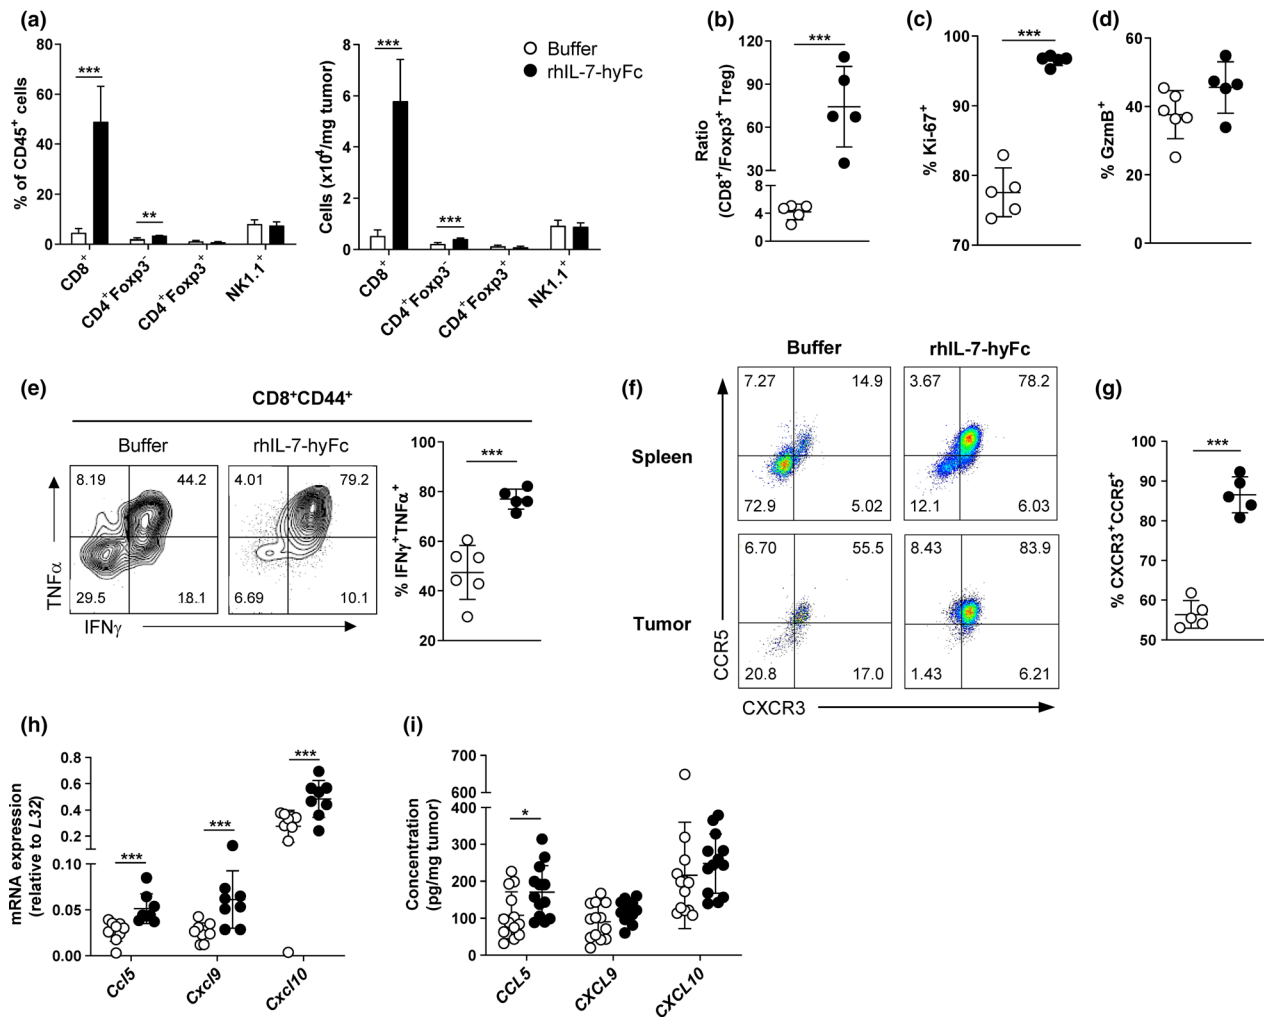 (a)
80
60
40
20
0
% of CD45+ cells
***
**
CD8+
CD4+Foxp3-
CD4+Foxp3+
NK1.1+
8
6
4
2
0
Cells (x10⁴/mg tumor)
***
***
CD8+
CD4+Foxp3-
CD4+Foxp3+
NK1.1+
Buffer
rhIL-7-hyFc
(b)
Ratio
(CD8+/Foxp3+ Treg)
120
90
60
30
8
4
0
***
(c)
% Ki-67+
100
90
80
70
***
(d)
% GzmB+
60
40
20
0
(e)
CD8+CD44+
Buffer
rhIL-7-hyFc
8.19
44.2
29.5
18.1
4.01
79.2
6.69
10.1
TNFα
IFNγ
% IFNγ+TNFα+
100
80
60
40
20
***
(f)
Buffer
rhIL-7-hyFc
Spleen
7.27
14.9
72.9
5.02
3.67
78.2
12.1
6.03
Tumor
6.70
55.5
20.8
17.0
8.43
83.9
1.43
6.21
CCR5
CXCR3
(g)
% CXCR3+CCR5+
100
90
80
70
60
50
***
(h)
mRNA expression
(relative to L32)
0.8
0.6
0.4
0.2
0.10
0.05
0.00
***
***
***
Ccl5
Cxcl9
Cxcl10
(i)
Concentration
(pg/mg tumor)
700
600
400
300
200
100
0
*
CCL5
CXCL9
CXCL10